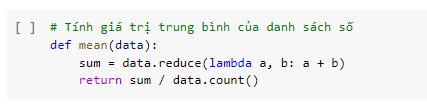 [ ] # Tính giá trị trung bình của danh sách số
def mean(data):
    sum = data.reduce(lambda a, b: a + b)
    return sum / data.count()